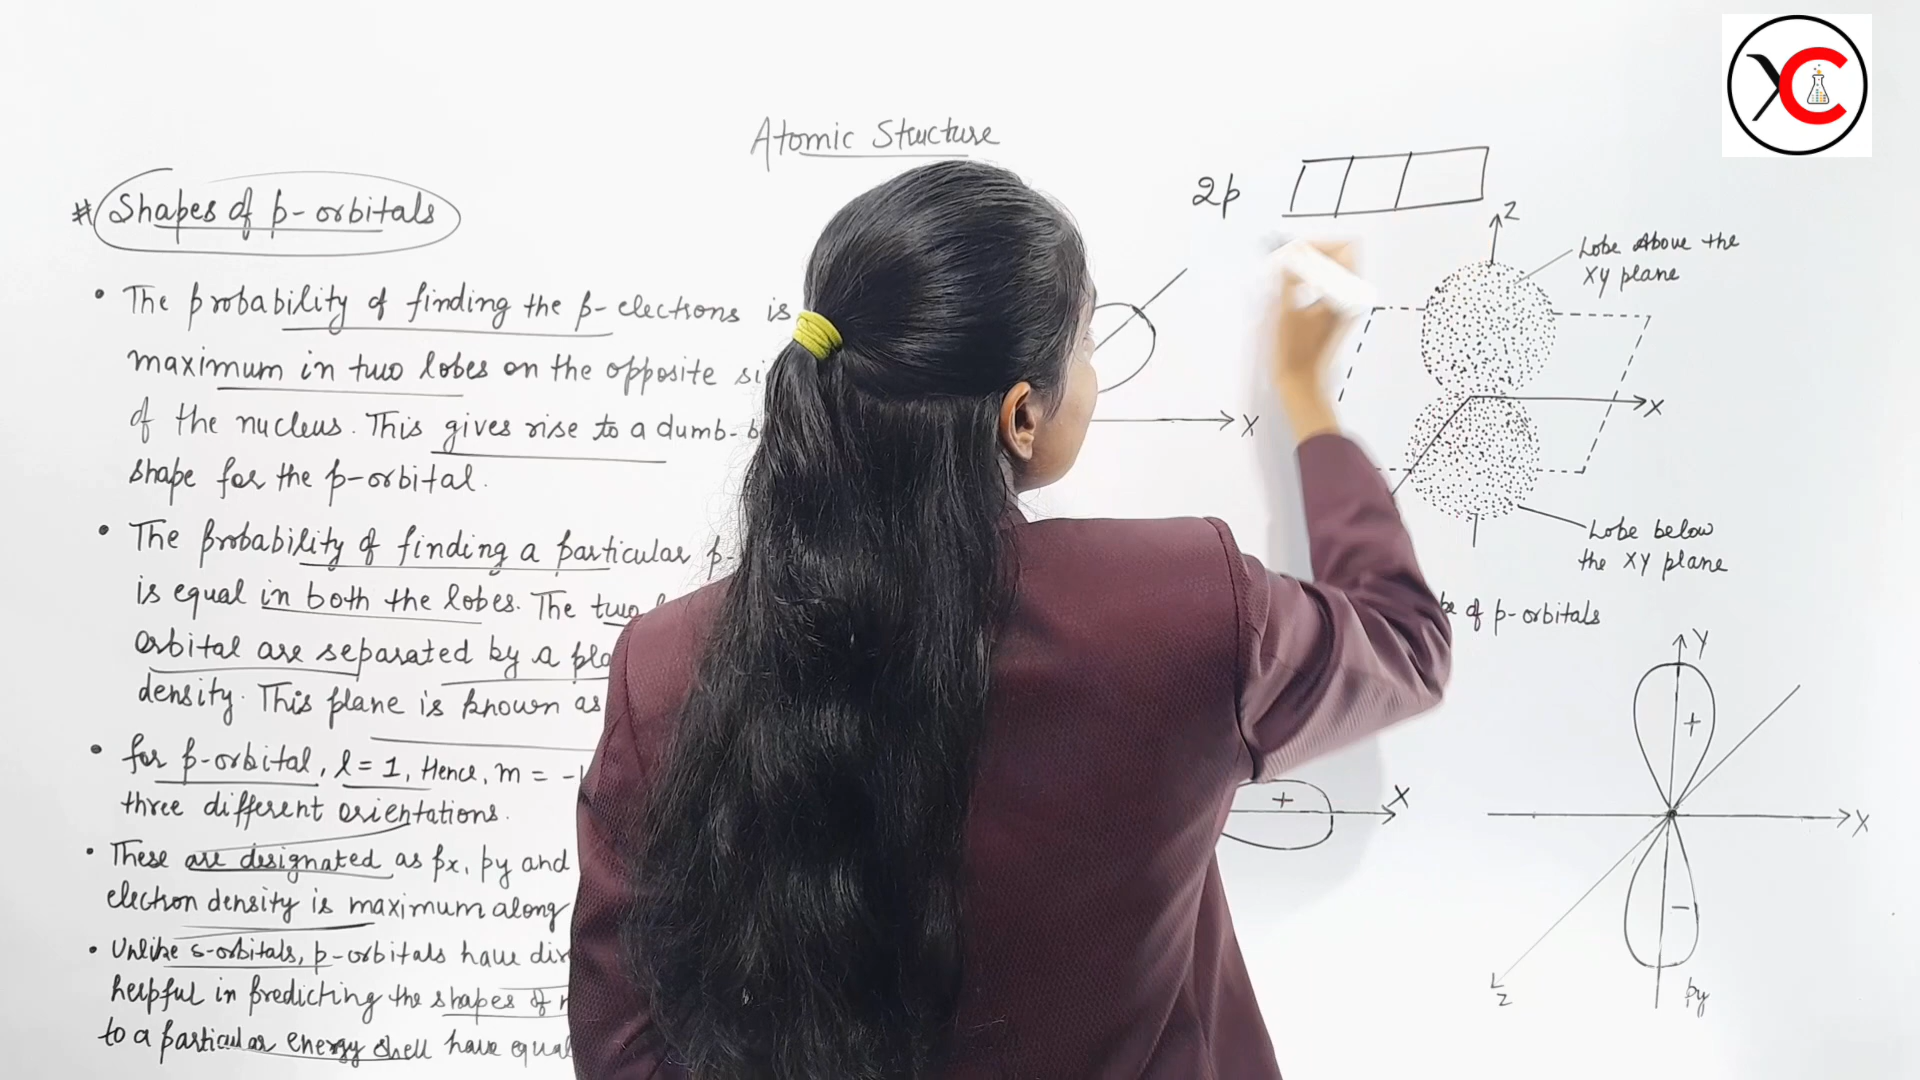 Atomic Structure
# Shapes of p-orbitals
• The probability of finding the p-electrons is
maximum in two lobes on the opposite
of the nucleus. This gives rise to a dumb-b
shape for the p-orbital.
• The probability of finding a particular p-
is equal in both the lobes. The two
orbital are separated by a
density. This plane is known as
• for p-orbital, l = 1, Hence, m = -1
three different orientations.
• These are designated as px, py and
electron density is maximum along
• Unlike s-orbitals, p-orbitals have
helpful in predicting the shapes of
to a particular energy shell have
2p
Z
Lobe Above the
XY plane
X
X
Lobe below
the XY plane
of p-orbitals
Y
+
X
-
Z
py
+
X
XC